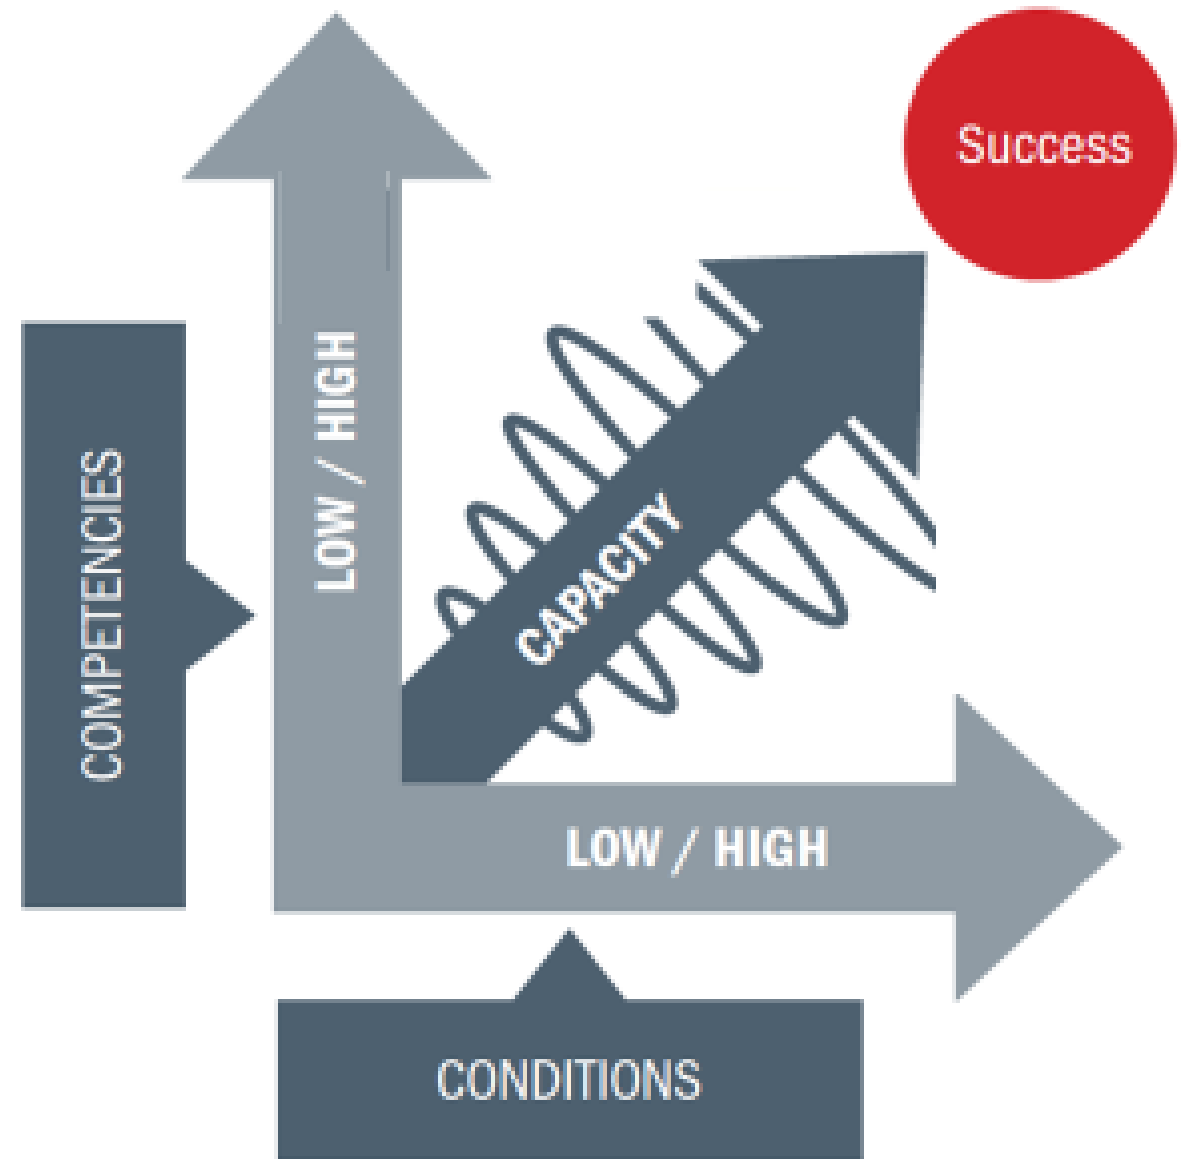 Success
COMPETENCIES
LOW / HIGH
CAPACITY
LOW / HIGH
CONDITIONS